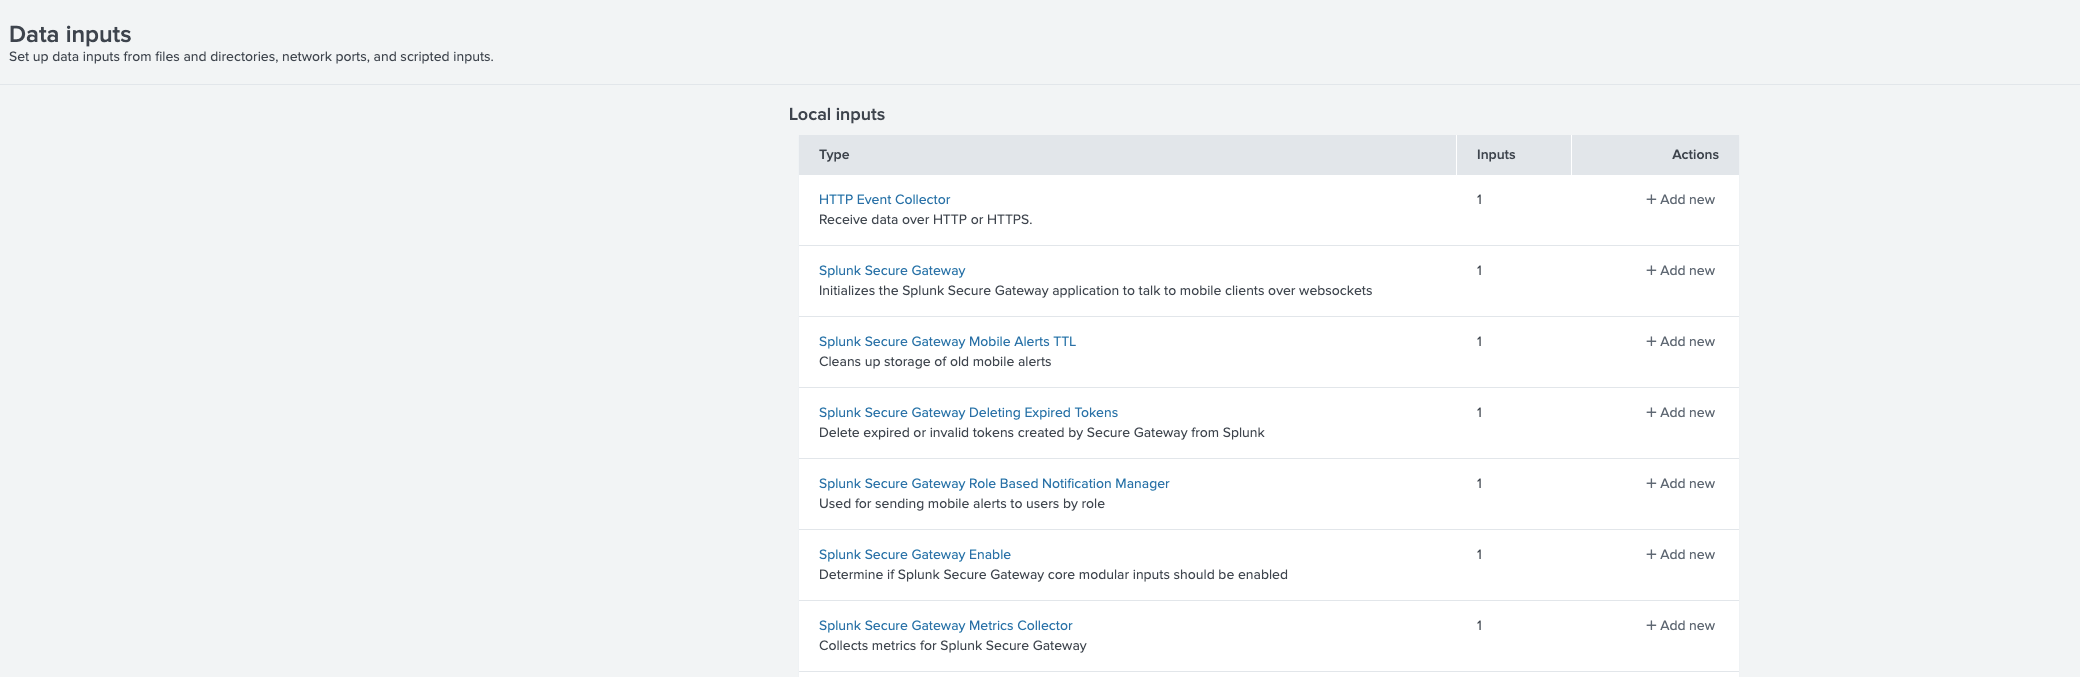 Data inputs
Set up data inputs from files and directories, network ports, and scripted inputs.
Local inputs
Type Inputs Actions
HTTP Event Collector 1 + Add new
Receive data over HTTP or HTTPS.
Splunk Secure Gateway 1 + Add new
Initializes the Splunk Secure Gateway application to talk to mobile clients over websockets
Splunk Secure Gateway Mobile Alerts TTL 1 + Add new
Cleans up storage of old mobile alerts
Splunk Secure Gateway Deleting Expired Tokens 1 + Add new
Delete expired or invalid tokens created by Secure Gateway from Splunk
Splunk Secure Gateway Role Based Notification Manager 1 + Add new
Used for sending mobile alerts to users by role
Splunk Secure Gateway Enable 1 + Add new
Determine if Splunk Secure Gateway core modular inputs should be enabled
Splunk Secure Gateway Metrics Collector 1 + Add new
Collects metrics for Splunk Secure Gateway